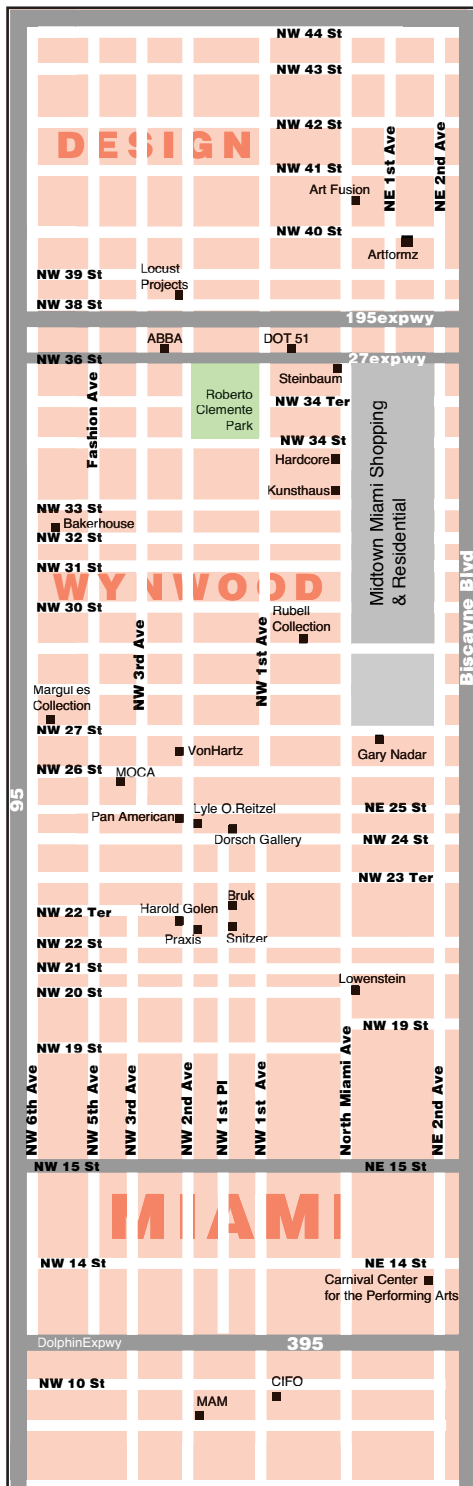 NW 44 St
NW 43 St
NW 42 St
DESIGN
NE 1st Ave
NE 2nd Ave
NW 41 St
Art Fusion
NW 40 St
Artformz
NW 39 St
Locust
Projects
NW 38 St
195expwy
ABBA
DOT 51
NW 36 St
27expwy
Fashion Ave
Roberto
Clemente
Park
Steinbaum
NW 34 Ter
NW 34 St
Hardcore
Kunsthaus
Midtown Miami Shopping
& Residential
NW 33 St
Bakerhouse
NW 32 St
NW 31 St
WYNWOOD
NW 30 St
Biscayne Blvd
Rubell
Collection
NW 3rd Ave
NW 1st Ave
Margul es
Collection
NW 27 St
VonHartz
Gary Nadar
NW 26 St
MOCA
95
Pan American
Lyle O.Reitzel
NE 25 St
Dorsch Gallery
NW 24 St
NW 23 Ter
Bruk
NW 22 Ter
Harold Golen
Praxis
Snitzer
NW 22 St
NW 21 St
Lowenstein
NW 20 St
NW 19 St
NW 19 St
NW 6th Ave
NW 5th Ave
NW 3rd Ave
NW 2nd Ave
NW 1st Pl
NW 1st Ave
North Miami Ave
NE 2nd Ave
NW 15 St
NE 15 St
MIAMI
NW 14 St
NE 14 St
Carnival Center
for the Performing Arts
DolphinExpwy
395
NW 10 St
CIFO
MAM